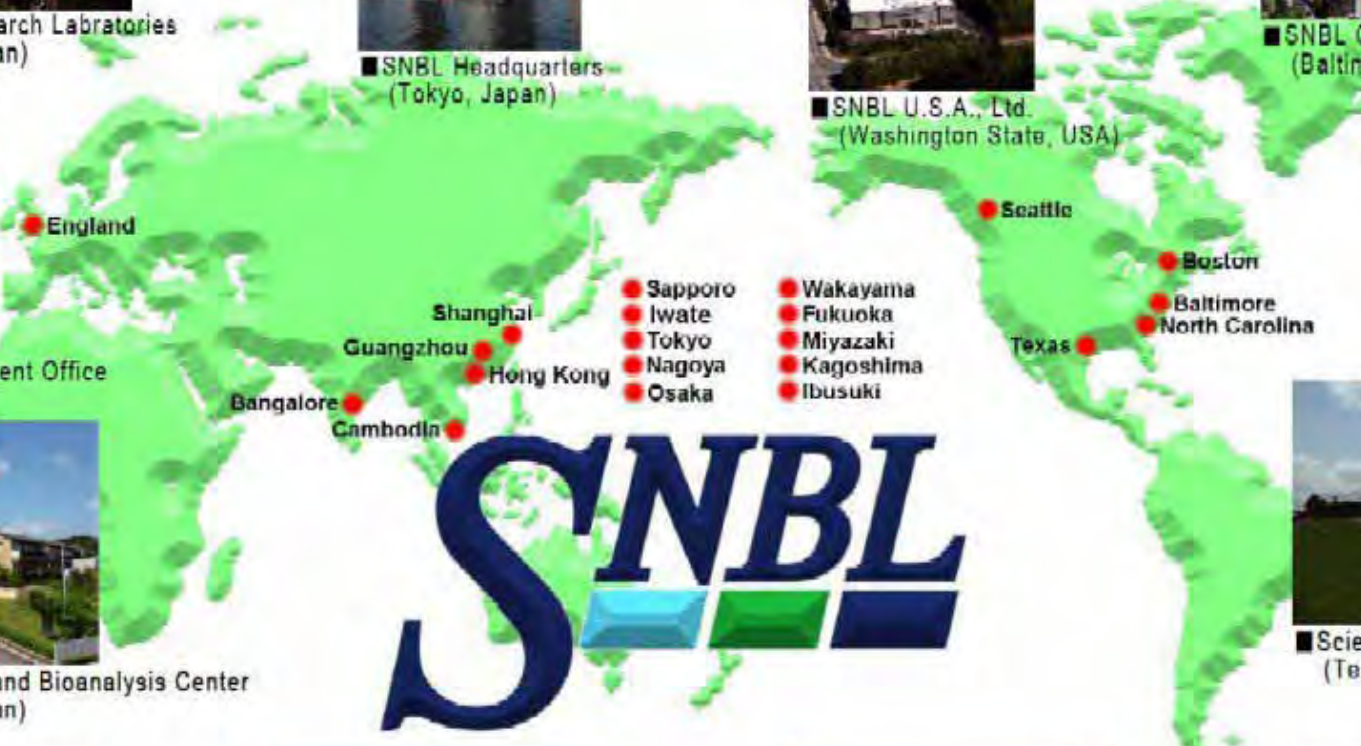 arch Labratories
an)
■SNBL Headquarters
(Tokyo, Japan)
■SNBL U.S.A., Ltd.
(Washington State, USA)
■SNBL
(Baltim
England
Seattle
Boston
Baltimore
North Carolina
Texas
Shanghai
Guangzhou
Hong Kong
Bangalore
Cambodia
Sapporo
Iwate
Tokyo
Nagoya
Osaka
Wakayama
Fukuoka
Miyazaki
Kagoshima
Ibusuki
ent Office
SNBL
and Bioanalysis Center
an)
■Scie
(Te